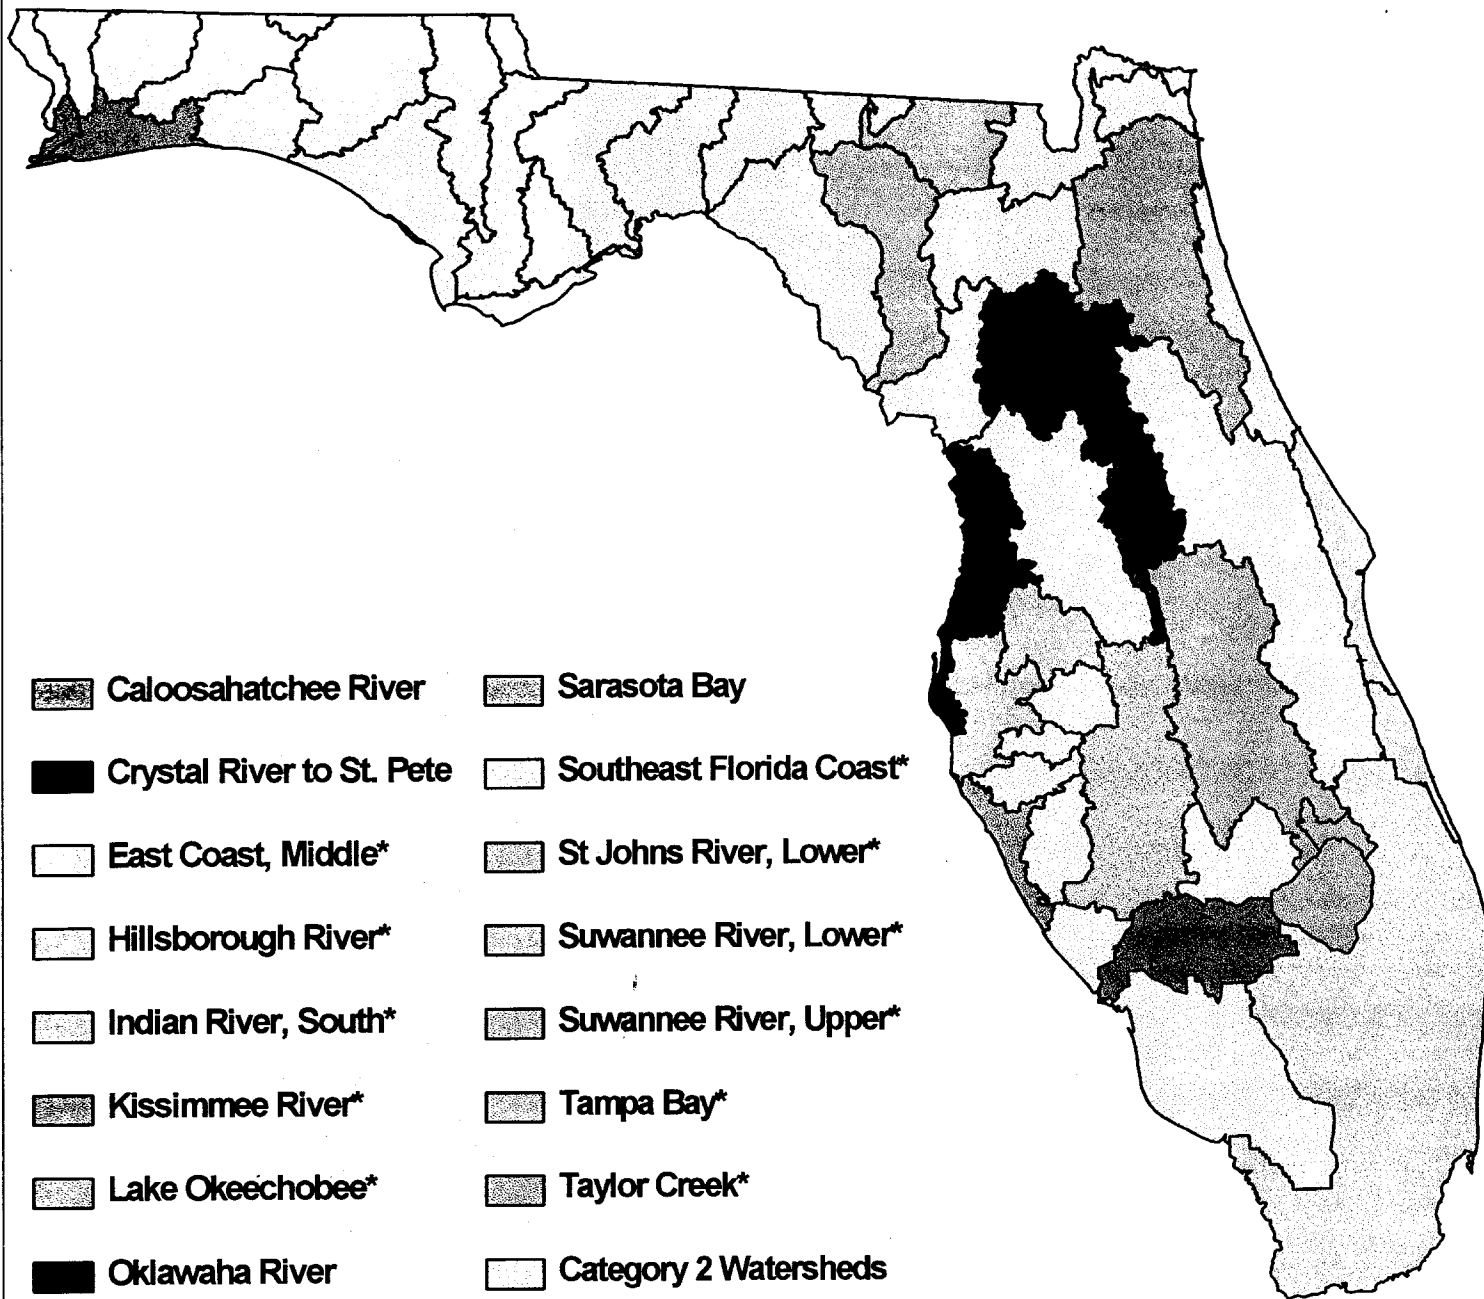 Caloosahatchee River
Crystal River to St. Pete
East Coast, Middle*
Hillsborough River*
Indian River, South*
Kissimmee River*
Lake Okeechobee*
Oklawaha River
Sarasota Bay
Southeast Florida Coast*
St Johns River, Lower*
Suwannee River, Lower*
Suwannee River, Upper*
Tampa Bay*
Taylor Creek*
Category 2 Watersheds